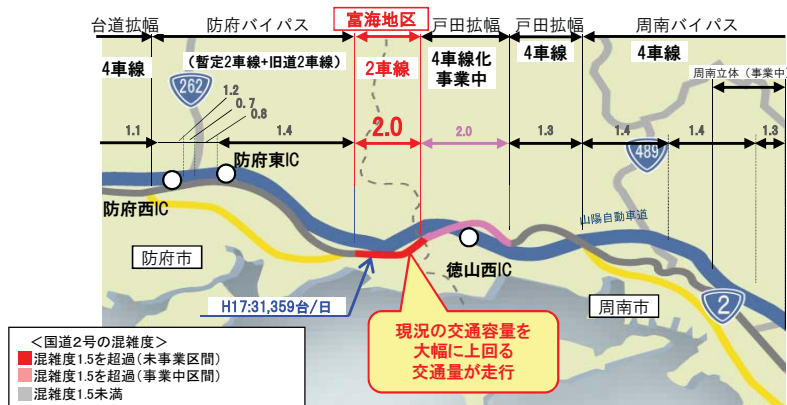 台道拡幅
防府バイパス
富海地区
戸田拡幅
戸田拡幅
周南バイパス
4車線
(暫定2車線+旧道2車線)
2車線
4車線化
事業中
4車線
4車線
周南立体(事業中)
262
1.2
0.7
0.8
1.1
1.4
2.0
2.0
1.3
1.4
1.4
1.3
489
防府東IC
防府西IC
山陽自動車道
徳山西IC
防府市
周南市
2
H17:31,359台/日
現況の交通容量を
大幅に上回る
交通量が走行
<国道2号の混雑度>
混雑度1.5を超過(未事業区間)
混雑度1.5を超過(事業中区間)
混雑度1.5未満